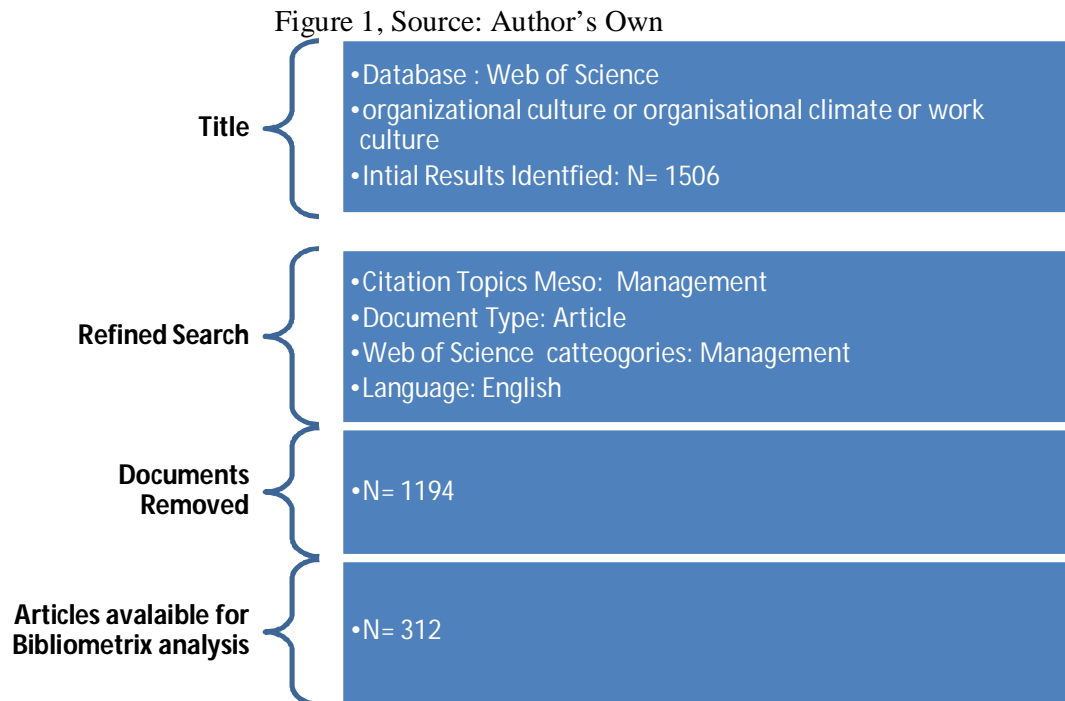 Figure 1, Source: Author's Own
Title
•Database : Web of Science
•organizational culture or organisational climate or work
culture
•Intial Results Identfied: N= 1506
Refined Search
•Citation Topics Meso: Management
•Document Type: Article
•Web of Science catteogories: Management
•Language: English
Documents
Removed
•N= 1194
Articles avalaible for
Bibliometrix analysis
•N= 312